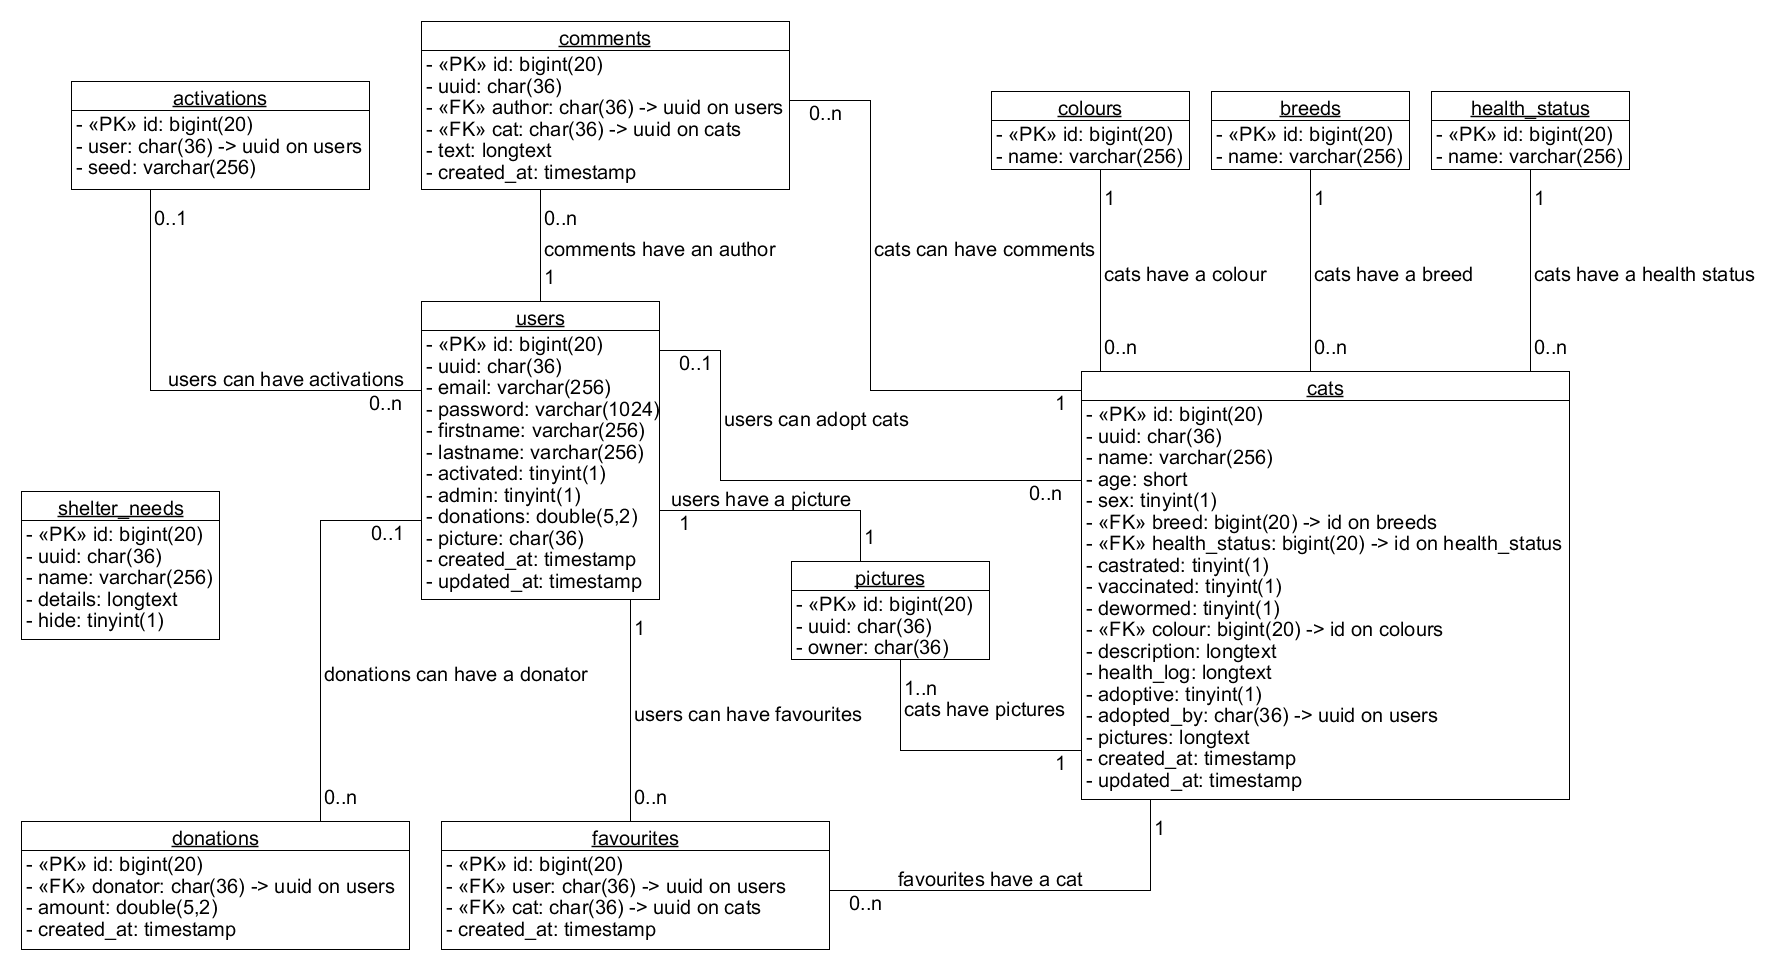 comments
- «PK» id: bigint(20)
- uuid: char(36)
- «FK» author: char(36) -> uuid on users
- «FK» cat: char(36) -> uuid on cats
- text: longtext
- created_at: timestamp
activations
- «PK» id: bigint(20)
- user: char(36) -> uuid on users
- seed: varchar(256)
colours
- «PK» id: bigint(20)
- name: varchar(256)
breeds
- «PK» id: bigint(20)
- name: varchar(256)
health_status
- «PK» id: bigint(20)
- name: varchar(256)
0..n
0..1
0..n
comments have an author
1
cats can have comments
1
cats have a colour
0..n
1
cats have a breed
0..n
1
cats have a health status
0..n
users can have activations
0..n
users
- «PK» id: bigint(20)
- uuid: char(36)
- email: varchar(256)
- password: varchar(1024)
- firstname: varchar(256)
- lastname: varchar(256)
- activated: tinyint(1)
- admin: tinyint(1)
- donations: double(5,2)
- picture: char(36)
- created_at: timestamp
- updated_at: timestamp
0..1
users can adopt cats
0..n
1
cats
- «PK» id: bigint(20)
- uuid: char(36)
- name: varchar(256)
- age: short
- sex: tinyint(1)
- «FK» breed: bigint(20) -> id on breeds
- «FK» health_status: bigint(20) -> id on health_status
- castrated: tinyint(1)
- vaccinated: tinyint(1)
- dewormed: tinyint(1)
- «FK» colour: bigint(20) -> id on colours
- description: longtext
- health_log: longtext
- adoptive: tinyint(1)
- adopted_by: char(36) -> uuid on users
- pictures: longtext
- created_at: timestamp
- updated_at: timestamp
users have a picture
1
1
shelter_needs
- «PK» id: bigint(20)
- uuid: char(36)
- name: varchar(256)
- details: longtext
- hide: tinyint(1)
0..1
pictures
- «PK» id: bigint(20)
- uuid: char(36)
- owner: char(36)
1..n
cats have pictures
1
donations can have a donator
0..n
1
users can have favourites
0..n
donations
- «PK» id: bigint(20)
- «FK» donator: char(36) -> uuid on users
- amount: double(5,2)
- created_at: timestamp
favourites
- «PK» id: bigint(20)
- «FK» user: char(36) -> uuid on users
- «FK» cat: char(36) -> uuid on cats
- created_at: timestamp
1
favourites have a cat
0..n